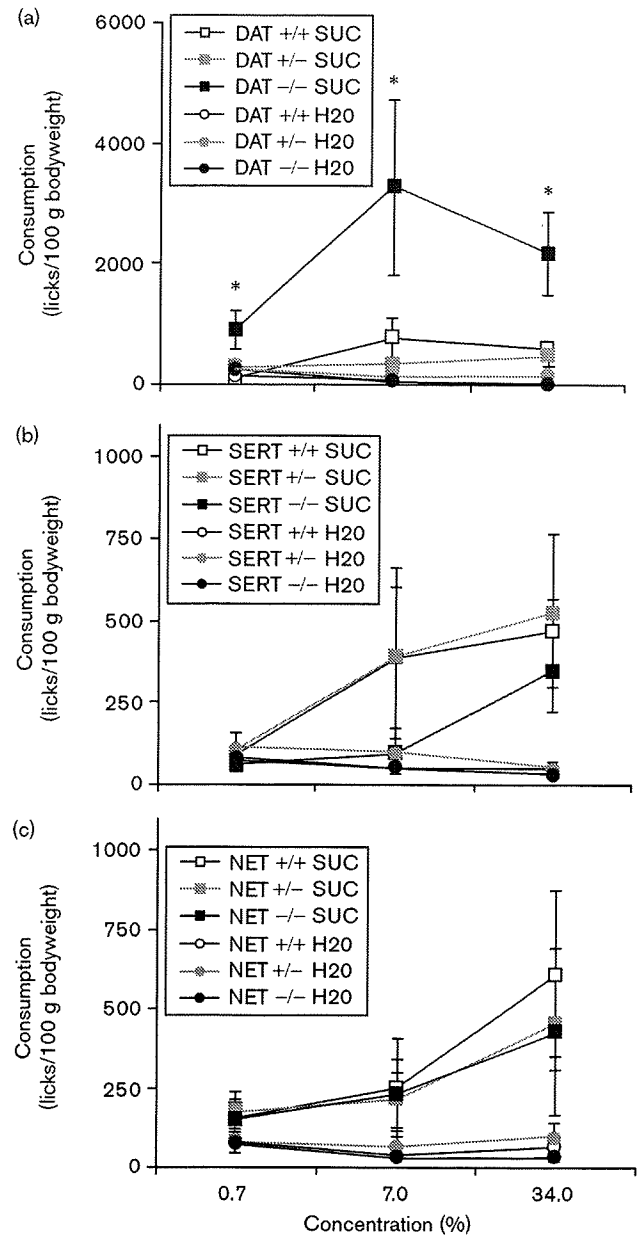 (a)
6000
4000
2000
0
Consumption
(licks/100 g bodyweight)
DAT +/+ SUC
DAT +/− SUC
DAT −/− SUC
DAT +/+ H20
DAT +/− H20
DAT −/− H20
*
*
*
(b)
1000
750
500
250
0
Consumption
(licks/100 g bodyweight)
SERT +/+ SUC
SERT +/− SUC
SERT −/− SUC
SERT +/+ H20
SERT +/− H20
SERT −/− H20
(c)
1000
750
500
250
0
Consumption
(licks/100 g bodyweight)
NET +/+ SUC
NET +/− SUC
NET −/− SUC
NET +/+ H20
NET +/− H20
NET −/− H20
0.7
7.0
34.0
Concentration (%)